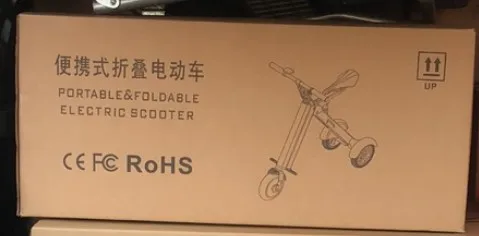 便携式折叠电动车
PORTABLE&FOLDABLE
ELECTRIC SCOOTER
CE FC RoHS
UP